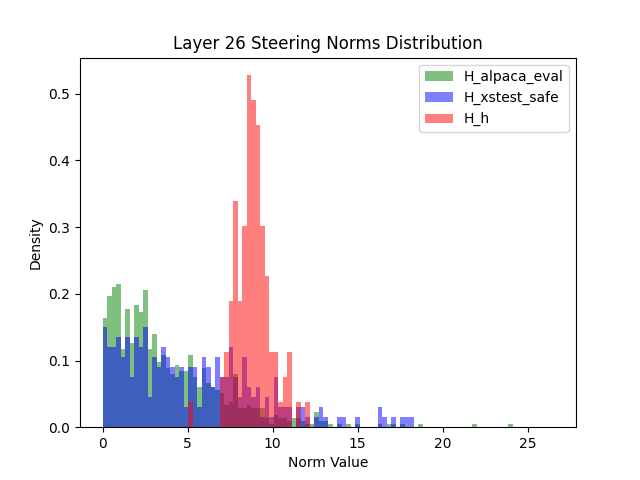 Layer 26 Steering Norms Distribution
H_alpaca_eval
H_xstest_safe
H_h
Density
0.5
0.4
0.3
0.2
0.1
0.0
0 5 10 15 20 25
Norm Value